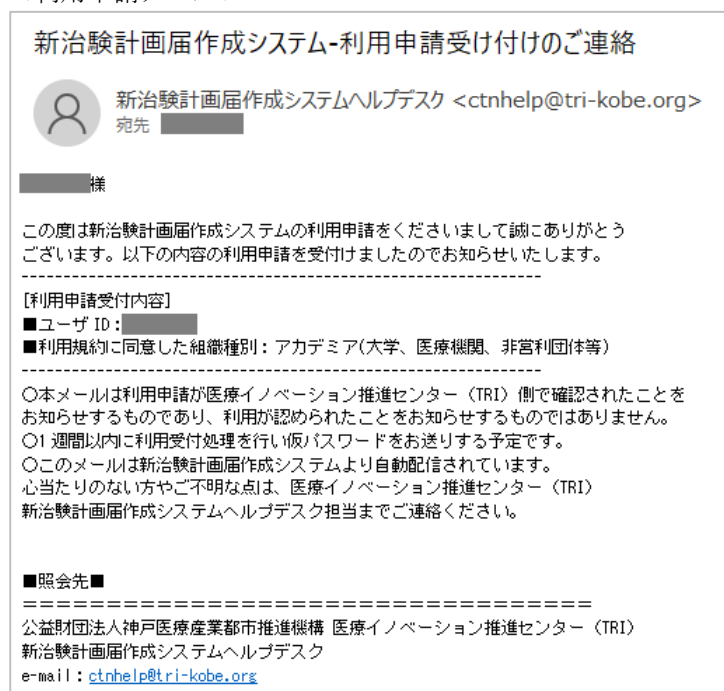 新治験計画届作成システム-利用申請受け付けのご連絡
新治験計画届作成システムヘルプデスク <ctnhelp@tri-kobe.org>
宛先
様
この度は新治験計画届作成システムの利用申請をくださいまして誠にありがとう
ございます。以下の内容の利用申請を受付けましたのでお知らせいたします。
----------------------------------------------------------------
[利用申請受付内容]
■ユーザ ID：
■利用規約に同意した組織種別：アカデミア(大学、医療機関、非営利団体等)
----------------------------------------------------------------
○本メールは利用申請が医療イノベーション推進センター（TRI）側で確認されたことを
お知らせするものであり、利用が認められたことをお知らせするものではありません。
○1 週間以内に利用受付処理を行い仮パスワードをお送りする予定です。
○このメールは新治験計画届作成システムより自動配信されています。
心当たりのない方やご不明な点は、医療イノベーション推進センター（TRI）
新治験計画届作成システムヘルプデスク担当までご連絡ください。
■照会先■
==================================
公益財団法人神戸医療産業都市推進機構 医療イノベーション推進センター（TRI）
新治験計画届作成システムヘルプデスク
e-mail：ctnhelp@tri-kobe.org